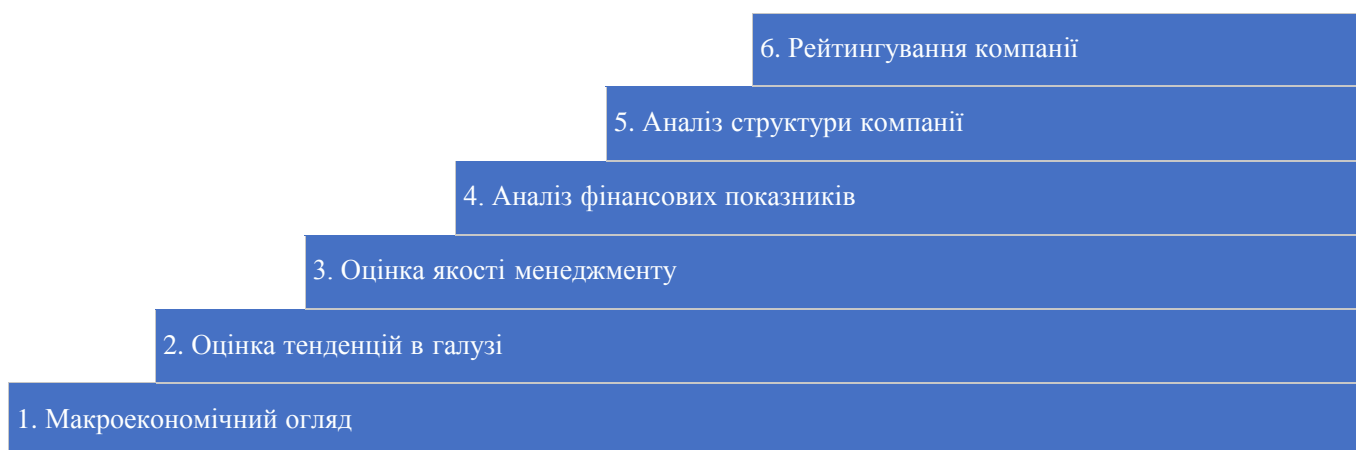 6. Рейтингування компанії
5. Аналіз структури компанії
4. Аналіз фінансових показників
3. Оцінка якості менеджменту
2. Оцінка тенденцій в галузі
1. Макроекономічний огляд